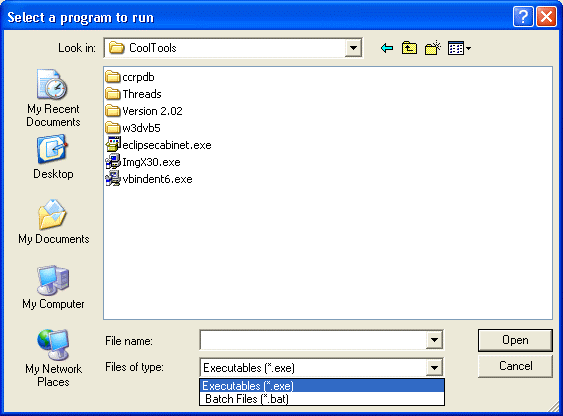 Select a program to run
Look in: CoolTools
My Recent
Documents
Desktop
My Documents
My Computer
My Network
Places
ccrpdb
Threads
Version 2.02
w3dvb5
eclipsecabinet.exe
ImgX30.exe
vbindent6.exe
File name:
Open
Files of type: Executables (*.exe)
Cancel
Executables (*.exe)
Batch Files (*.bat)